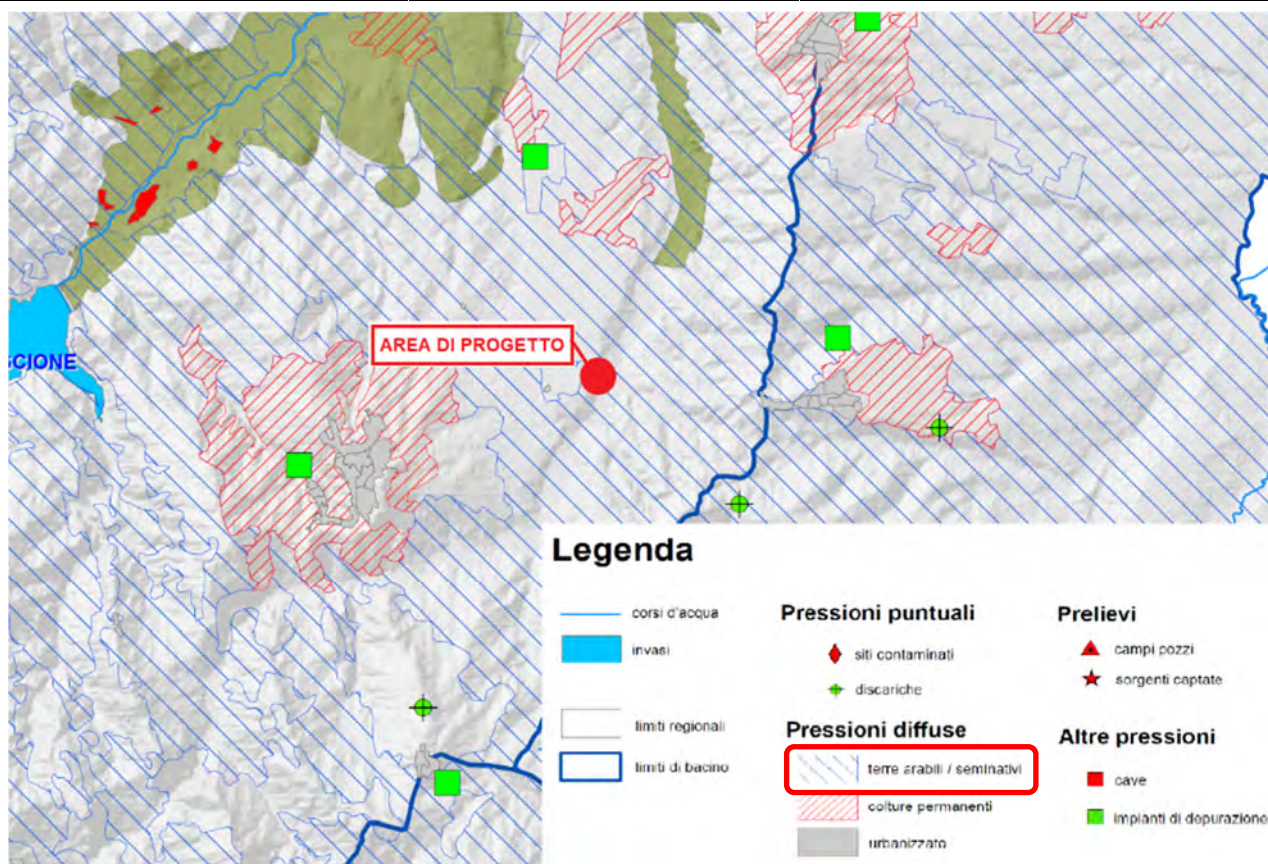 SCIONE
AREA DI PROGETTO
Legenda
corsi d'acqua
invasi
limiti regionali
limiti di bacino
Pressioni puntuali
siti contaminati
discariche
Pressioni diffuse
terre arabili / seminativi
colture permanenti
urbanizzato
Prelievi
campi pozzi
sorgenti captate
Altre pressioni
cave
impianti di depurazione